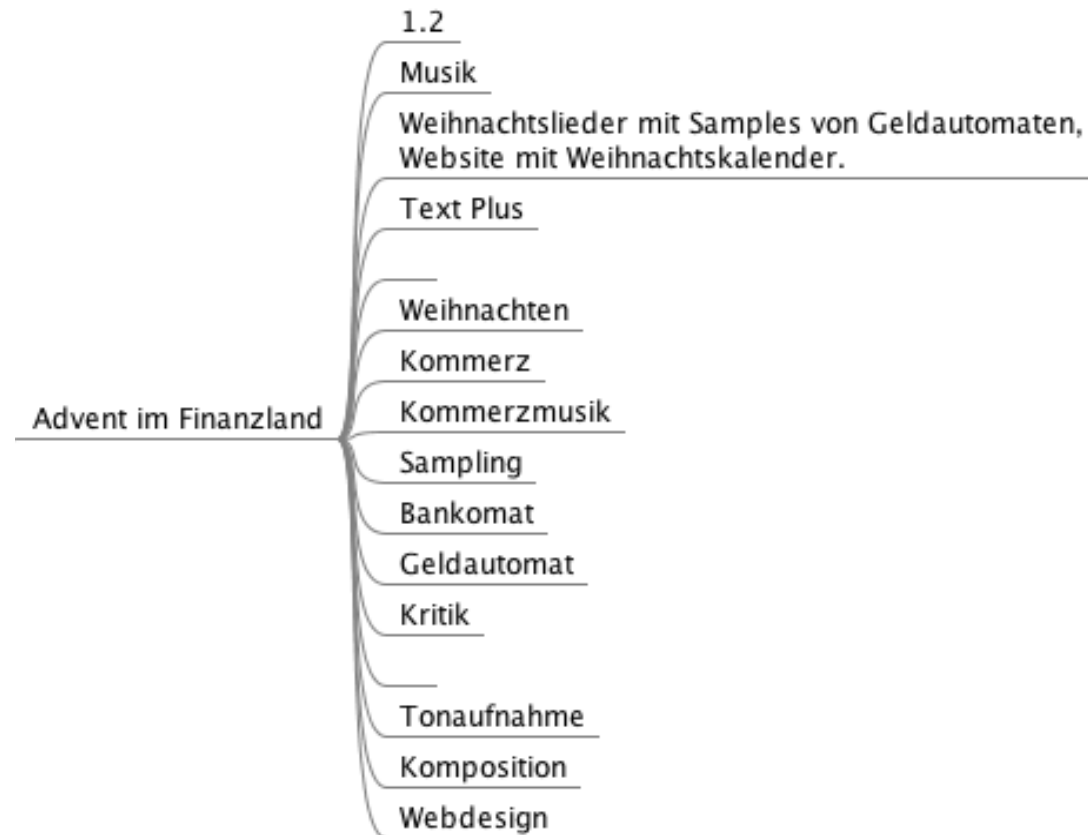 1.2
Musik
Weihnachtslieder mit Samples von Geldautomaten,
Website mit Weihnachtskalender.
Text Plus
Weihnachten
Kommerz
Advent im Finanzland
Kommerzmusik
Sampling
Bankomat
Geldautomat
Kritik
Tonaufnahme
Komposition
Webdesign